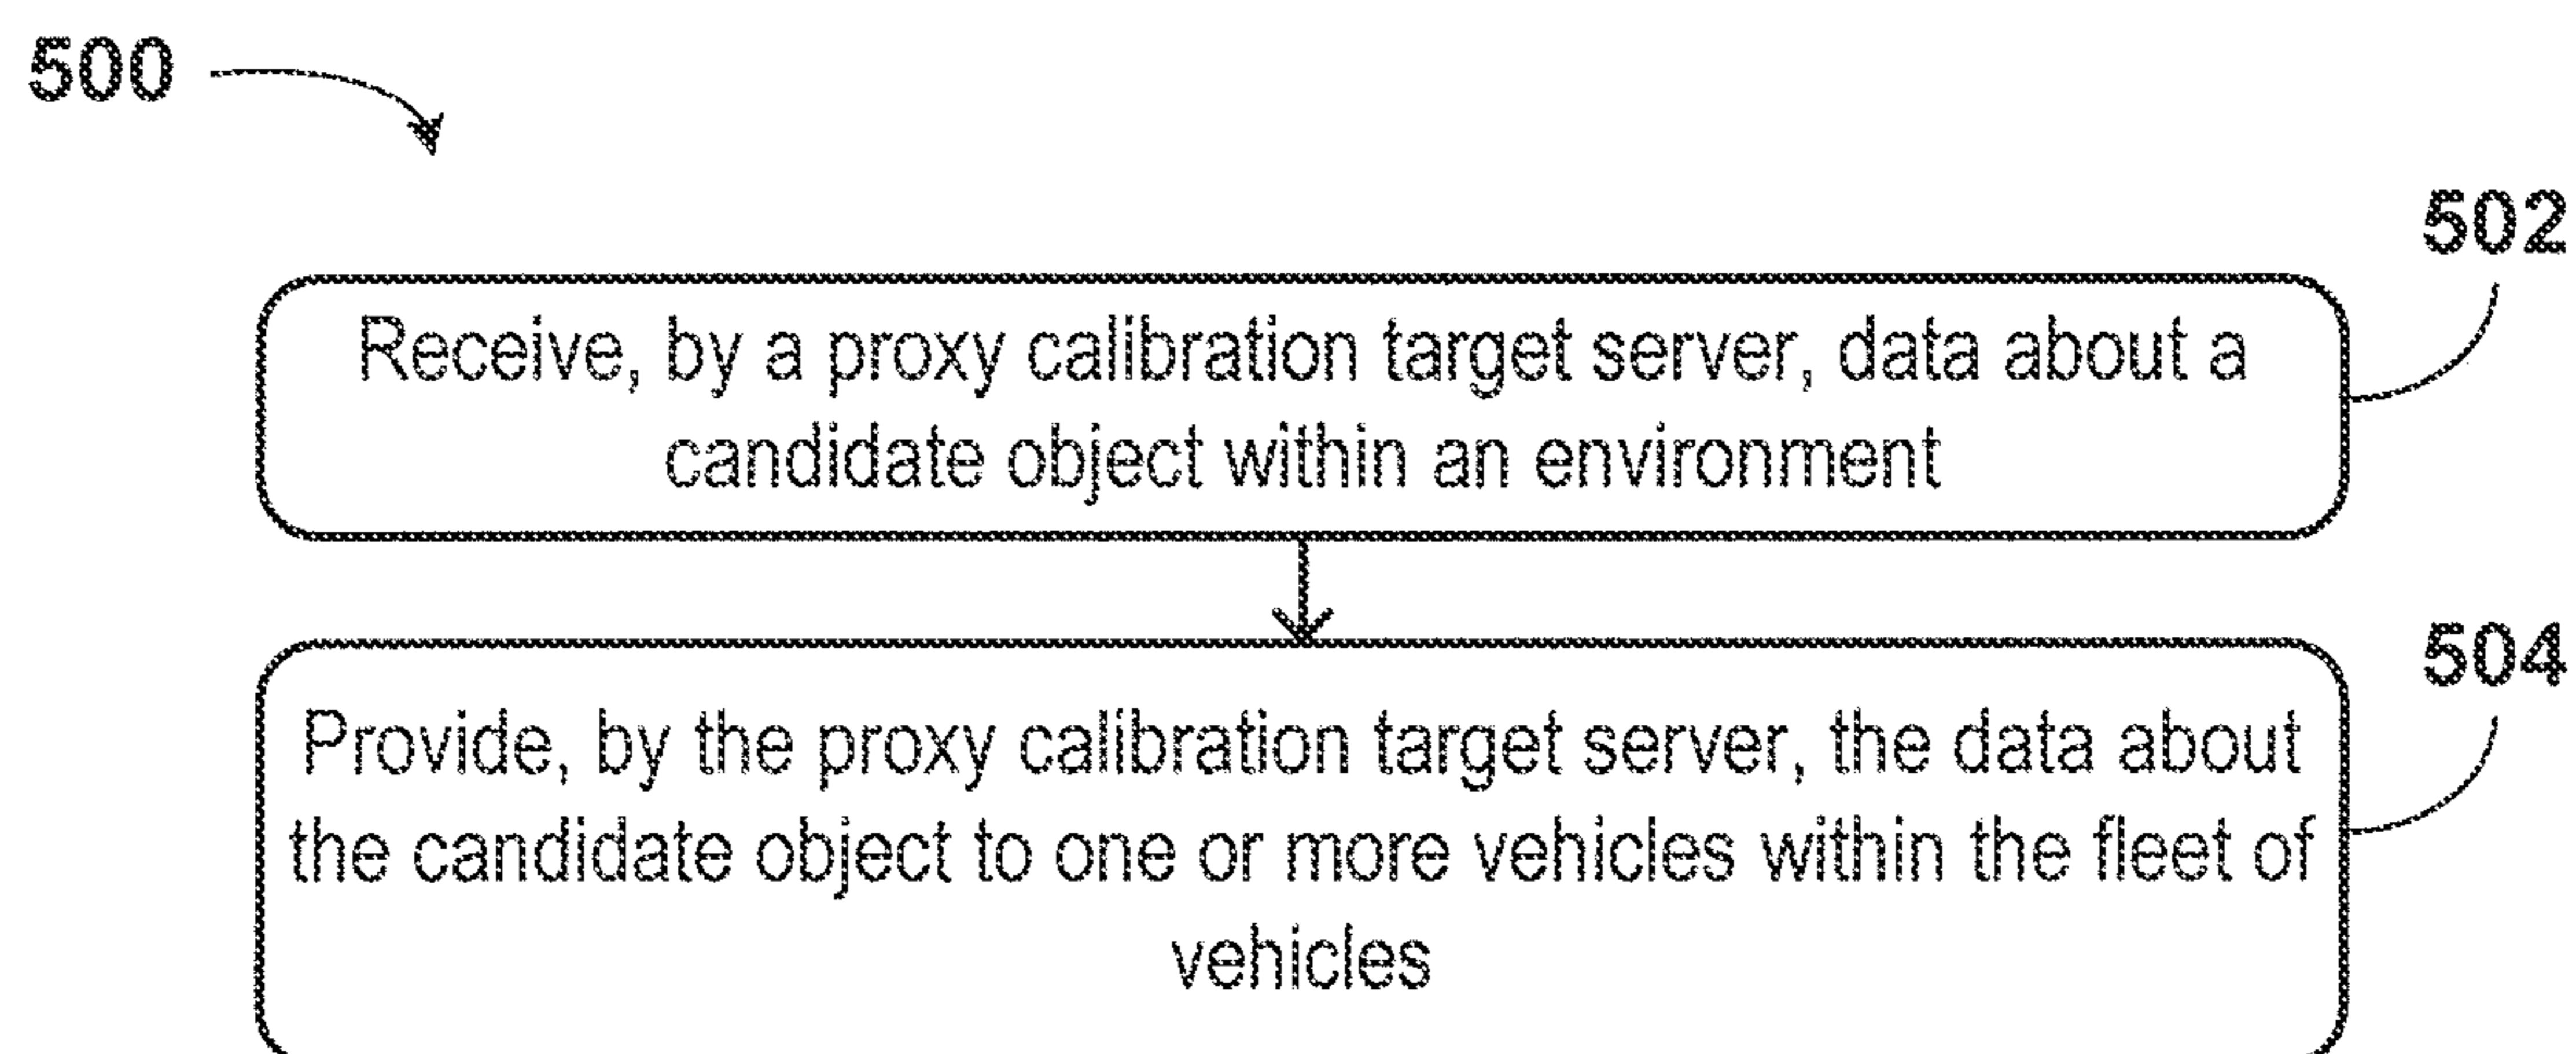 500
502
Receive, by a proxy calibration target server, data about a
candidate object within an environment
504
Provide, by the proxy calibration target server, the data about
the candidate object to one or more vehicles within the fleet of
vehicles